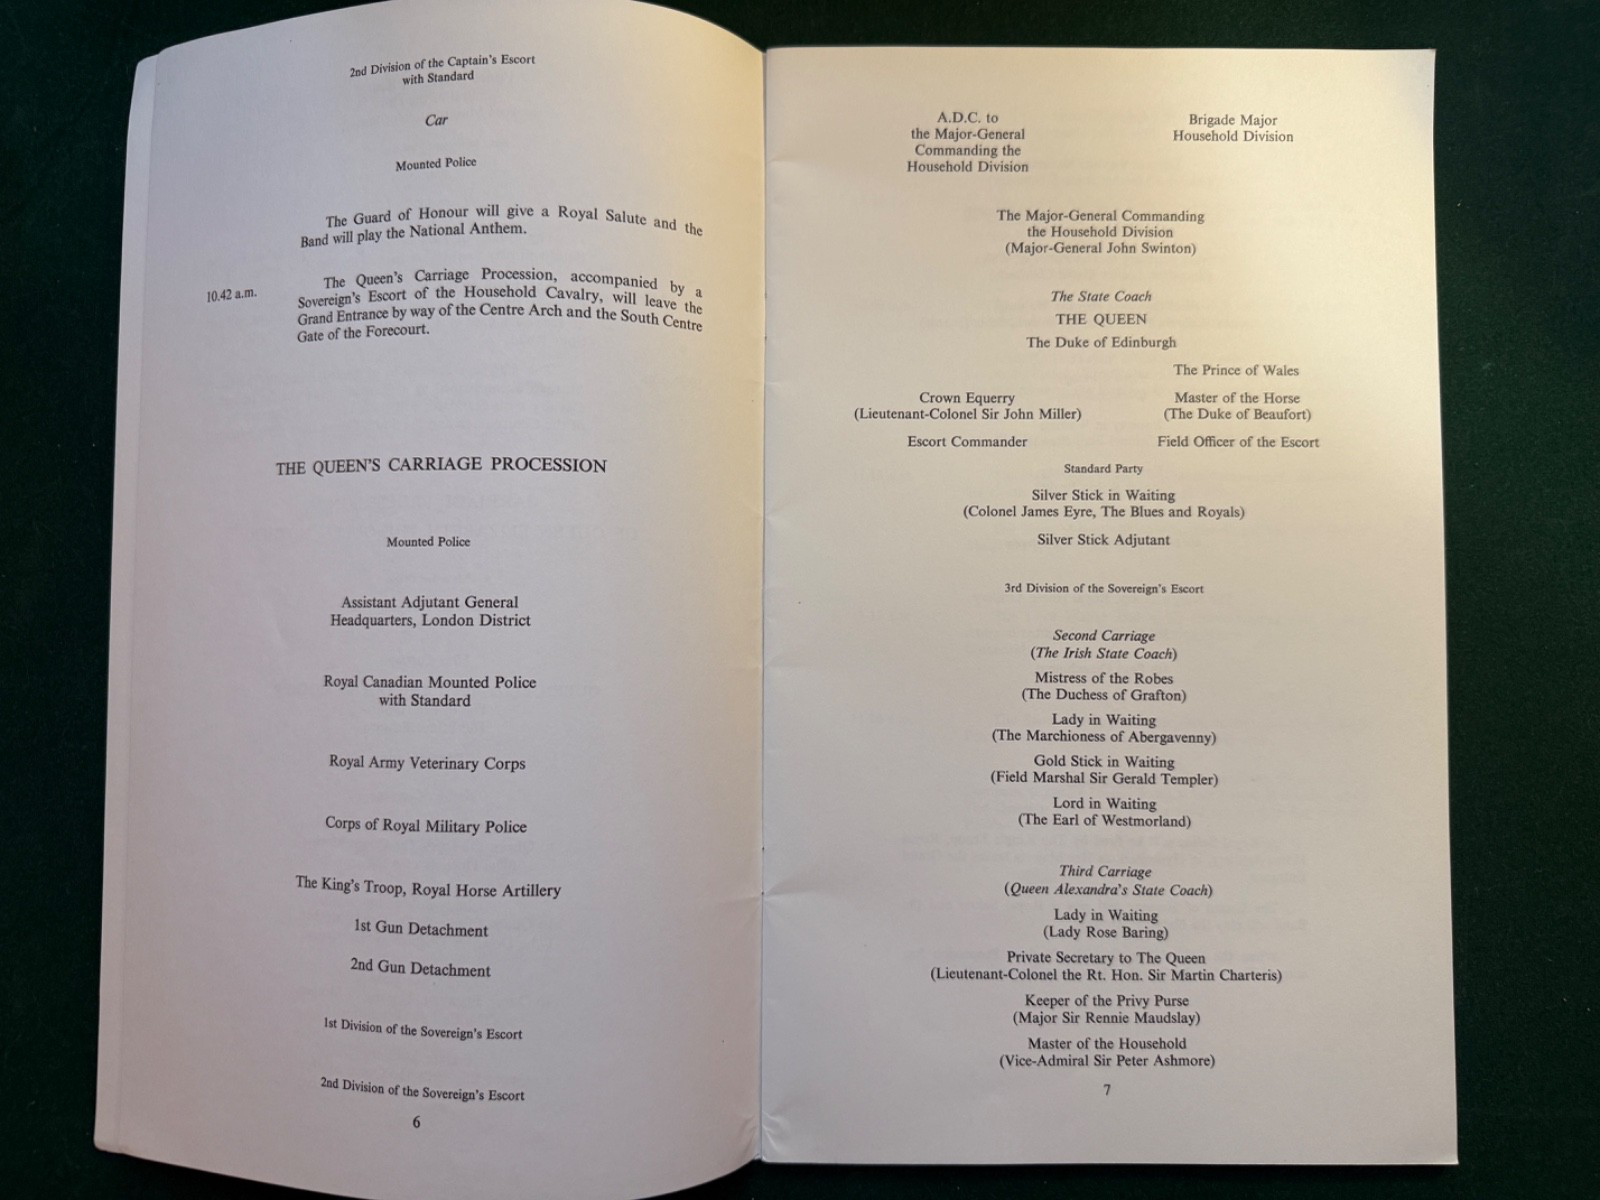 2nd Division of the Captain's Escort
with Standard
Car
Mounted Police
The Guard of Honour will give a Royal Salute and the
Band will play the National Anthem.
10.42 a.m.
The Queen's Carriage Procession, accompanied by a
Sovereign's Escort of the Household Cavalry, will leave the
Grand Entrance by way of the Centre Arch and the South Centre
Gate of the Forecourt.
THE QUEEN'S CARRIAGE PROCESSION
Mounted Police
Assistant Adjutant General
Headquarters, London District
Royal Canadian Mounted Police
with Standard
Royal Army Veterinary Corps
Corps of Royal Military Police
The King's Troop, Royal Horse Artillery
1st Gun Detachment
2nd Gun Detachment
1st Division of the Sovereign's Escort
2nd Division of the Sovereign's Escort
6
A.D.C. to
the Major-General
Commanding the
Household Division
Brigade Major
Household Division
The Major-General Commanding
the Household Division
(Major-General John Swinton)
The State Coach
THE QUEEN
The Duke of Edinburgh
The Prince of Wales
Crown Equerry
(Lieutenant-Colonel Sir John Miller)
Master of the Horse
(The Duke of Beaufort)
Escort Commander
Field Officer of the Escort
Standard Party
Silver Stick in Waiting
(Colonel James Eyre, The Blues and Royals)
Silver Stick Adjutant
3rd Division of the Sovereign's Escort
Second Carriage
(The Irish State Coach)
Mistress of the Robes
(The Duchess of Grafton)
Lady in Waiting
(The Marchioness of Abergavenny)
Gold Stick in Waiting
(Field Marshal Sir Gerald Templer)
Lord in Waiting
(The Earl of Westmorland)
Third Carriage
(Queen Alexandra's State Coach)
Lady in Waiting
(Lady Rose Baring)
Private Secretary to The Queen
(Lieutenant-Colonel the Rt. Hon. Sir Martin Charteris)
Keeper of the Privy Purse
(Major Sir Rennie Maudslay)
Master of the Household
(Vice-Admiral Sir Peter Ashmore)
7